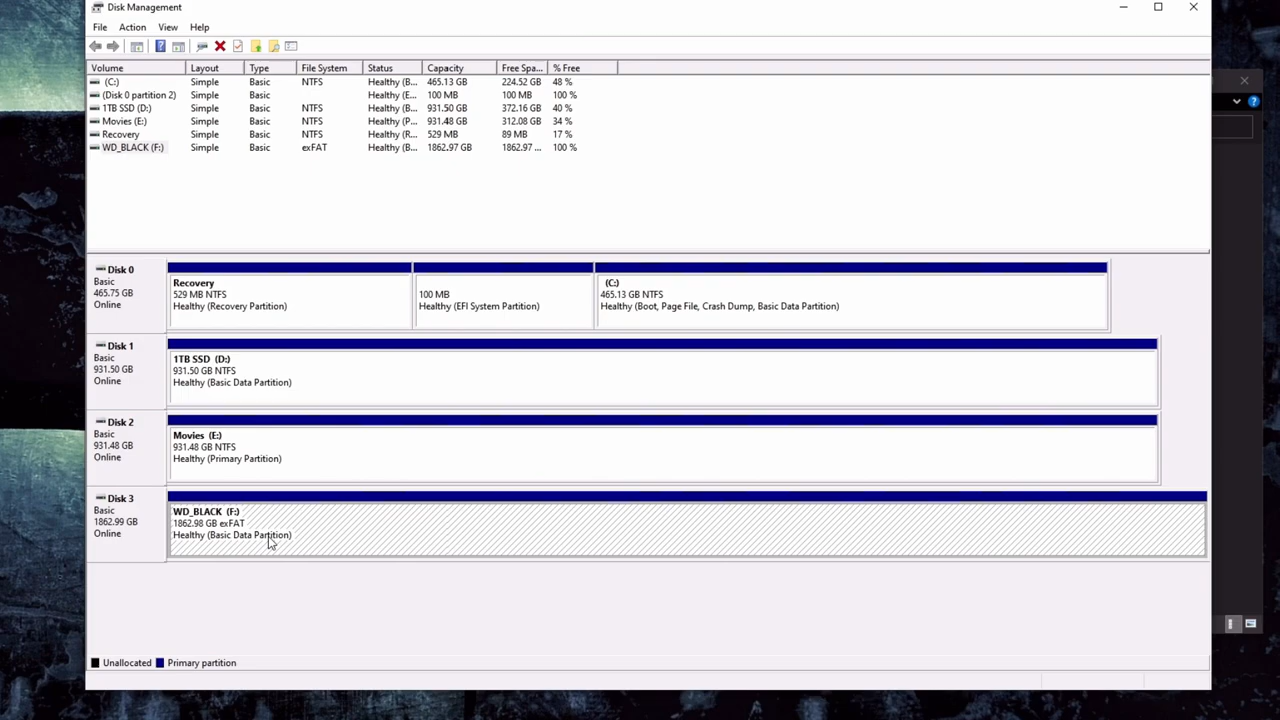 Disk Management
File Action View Help
Volume Layout Type File System Status Capacity Free Spa... % Free
(C:) Simple Basic NTFS Healthy (B... 465.13 GB 224.52 GB 48 %
(Disk 0 partition 2) Simple Basic Healthy (E... 100 MB 100 MB 100 %
1TB SSD (D:) Simple Basic NTFS Healthy (B... 931.50 GB 372.16 GB 40 %
Movies (E:) Simple Basic NTFS Healthy (P... 931.48 GB 312.08 GB 34 %
Recovery Simple Basic NTFS Healthy (R... 529 MB 89 MB 17 %
WD_BLACK (F:) Simple Basic exFAT Healthy (B... 1862.97 GB 1862.97 ... 100 %
Disk 0
Basic
465.75 GB
Online
Recovery
529 MB NTFS
Healthy (Recovery Partition)
100 MB
Healthy (EFI System Partition)
(C:)
465.13 GB NTFS
Healthy (Boot, Page File, Crash Dump, Basic Data Partition)
Disk 1
Basic
931.50 GB
Online
1TB SSD (D:)
931.50 GB NTFS
Healthy (Basic Data Partition)
Disk 2
Basic
931.48 GB
Online
Movies (E:)
931.48 GB NTFS
Healthy (Primary Partition)
Disk 3
Basic
1862.99 GB
Online
WD_BLACK (F:)
1862.98 GB exFAT
Healthy (Basic Data Partition)
Unallocated Primary partition